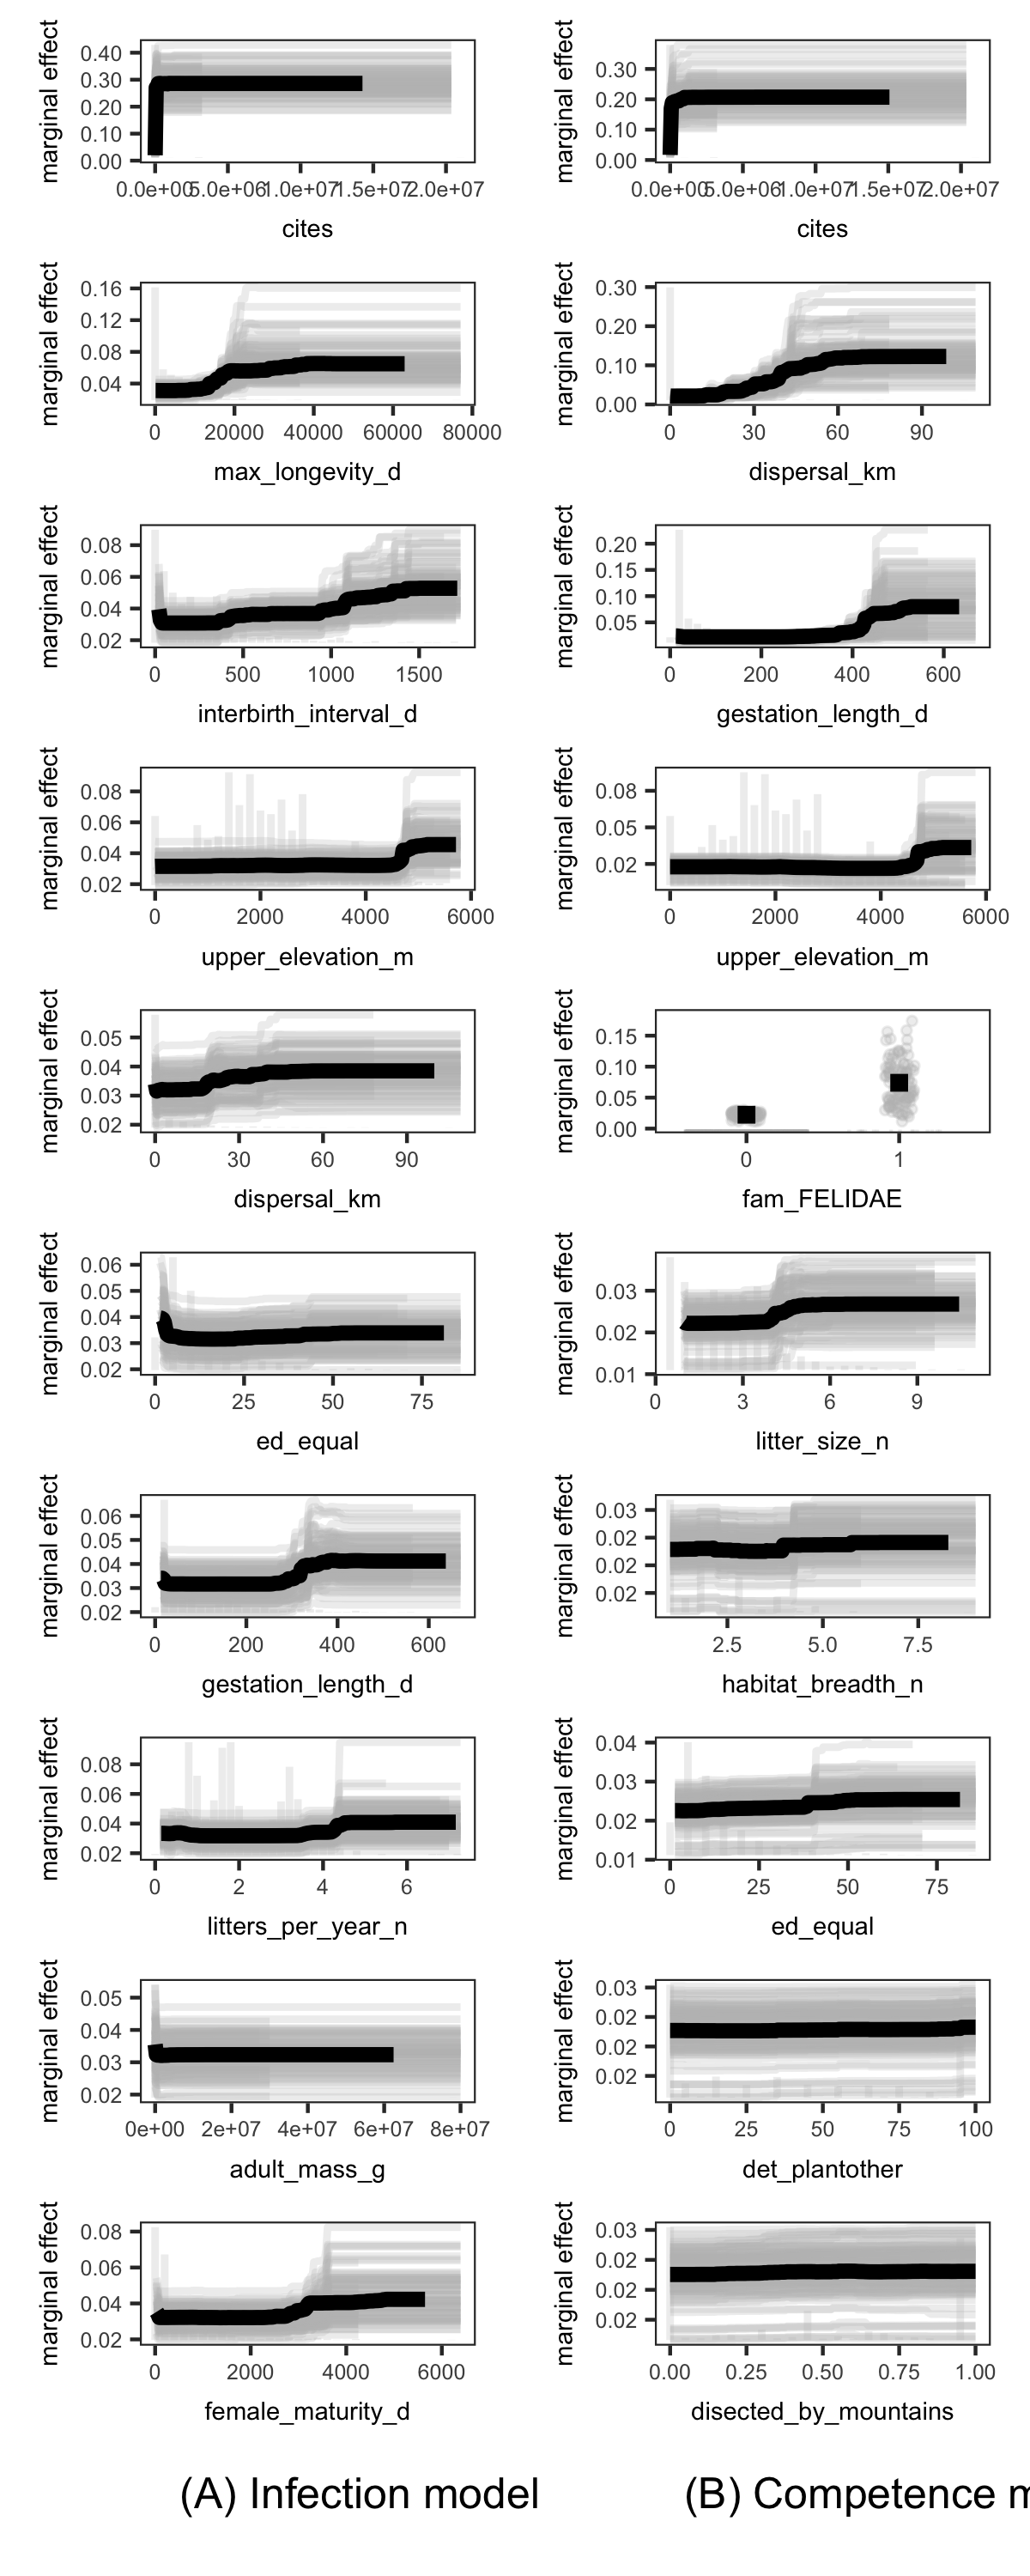 marginal effect
0.40
0.30
0.20
0.10
0.00
0.0e+00 5.0e+06 1.0e+07 1.5e+07 2.0e+07
cites
marginal effect
0.30
0.20
0.10
0.00
0.0e+00 5.0e+06 1.0e+07 1.5e+07 2.0e+07
cites
marginal effect
0.16
0.12
0.08
0.04
0 20000 40000 60000 80000
max_longevity_d
marginal effect
0.30
0.20
0.10
0.00
0 30 60 90
dispersal_km
marginal effect
0.08
0.06
0.04
0.02
0 500 1000 1500
interbirth_interval_d
marginal effect
0.20
0.15
0.10
0.05
0 200 400 600
gestation_length_d
marginal effect
0.08
0.06
0.04
0.02
0 2000 4000 6000
upper_elevation_m
marginal effect
0.08
0.05
0.02
0 2000 4000 6000
upper_elevation_m
marginal effect
0.05
0.04
0.03
0.02
0 30 60 90
dispersal_km
marginal effect
0.15
0.10
0.05
0.00
0 1
fam_FELIDAE
marginal effect
0.06
0.05
0.04
0.03
0.02
0 25 50 75
ed_equal
marginal effect
0.03
0.02
0.01
0 3 6 9
litter_size_n
marginal effect
0.06
0.05
0.04
0.03
0.02
0 200 400 600
gestation_length_d
marginal effect
0.03
0.02
0.02
0.02
2.5 5.0 7.5
habitat_breadth_n
marginal effect
0.08
0.06
0.04
0.02
0 2 4 6
litters_per_year_n
marginal effect
0.04
0.03
0.02
0.01
0 25 50 75
ed_equal
marginal effect
0.05
0.04
0.03
0.02
0e+00 2e+07 4e+07 6e+07 8e+07
adult_mass_g
marginal effect
0.03
0.02
0.02
0.02
0 25 50 75 100
det_plantother
marginal effect
0.08
0.06
0.04
0.02
0 2000 4000 6000
female_maturity_d
marginal effect
0.03
0.02
0.02
0.02
0.00 0.25 0.50 0.75 1.00
disected_by_mountains
(A) Infection model
(B) Competence m